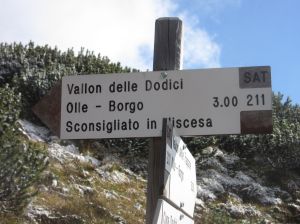 Vallon delle Dodici SAT
Olle - Borgo 3.00 211
Sconsigliato in Discesa